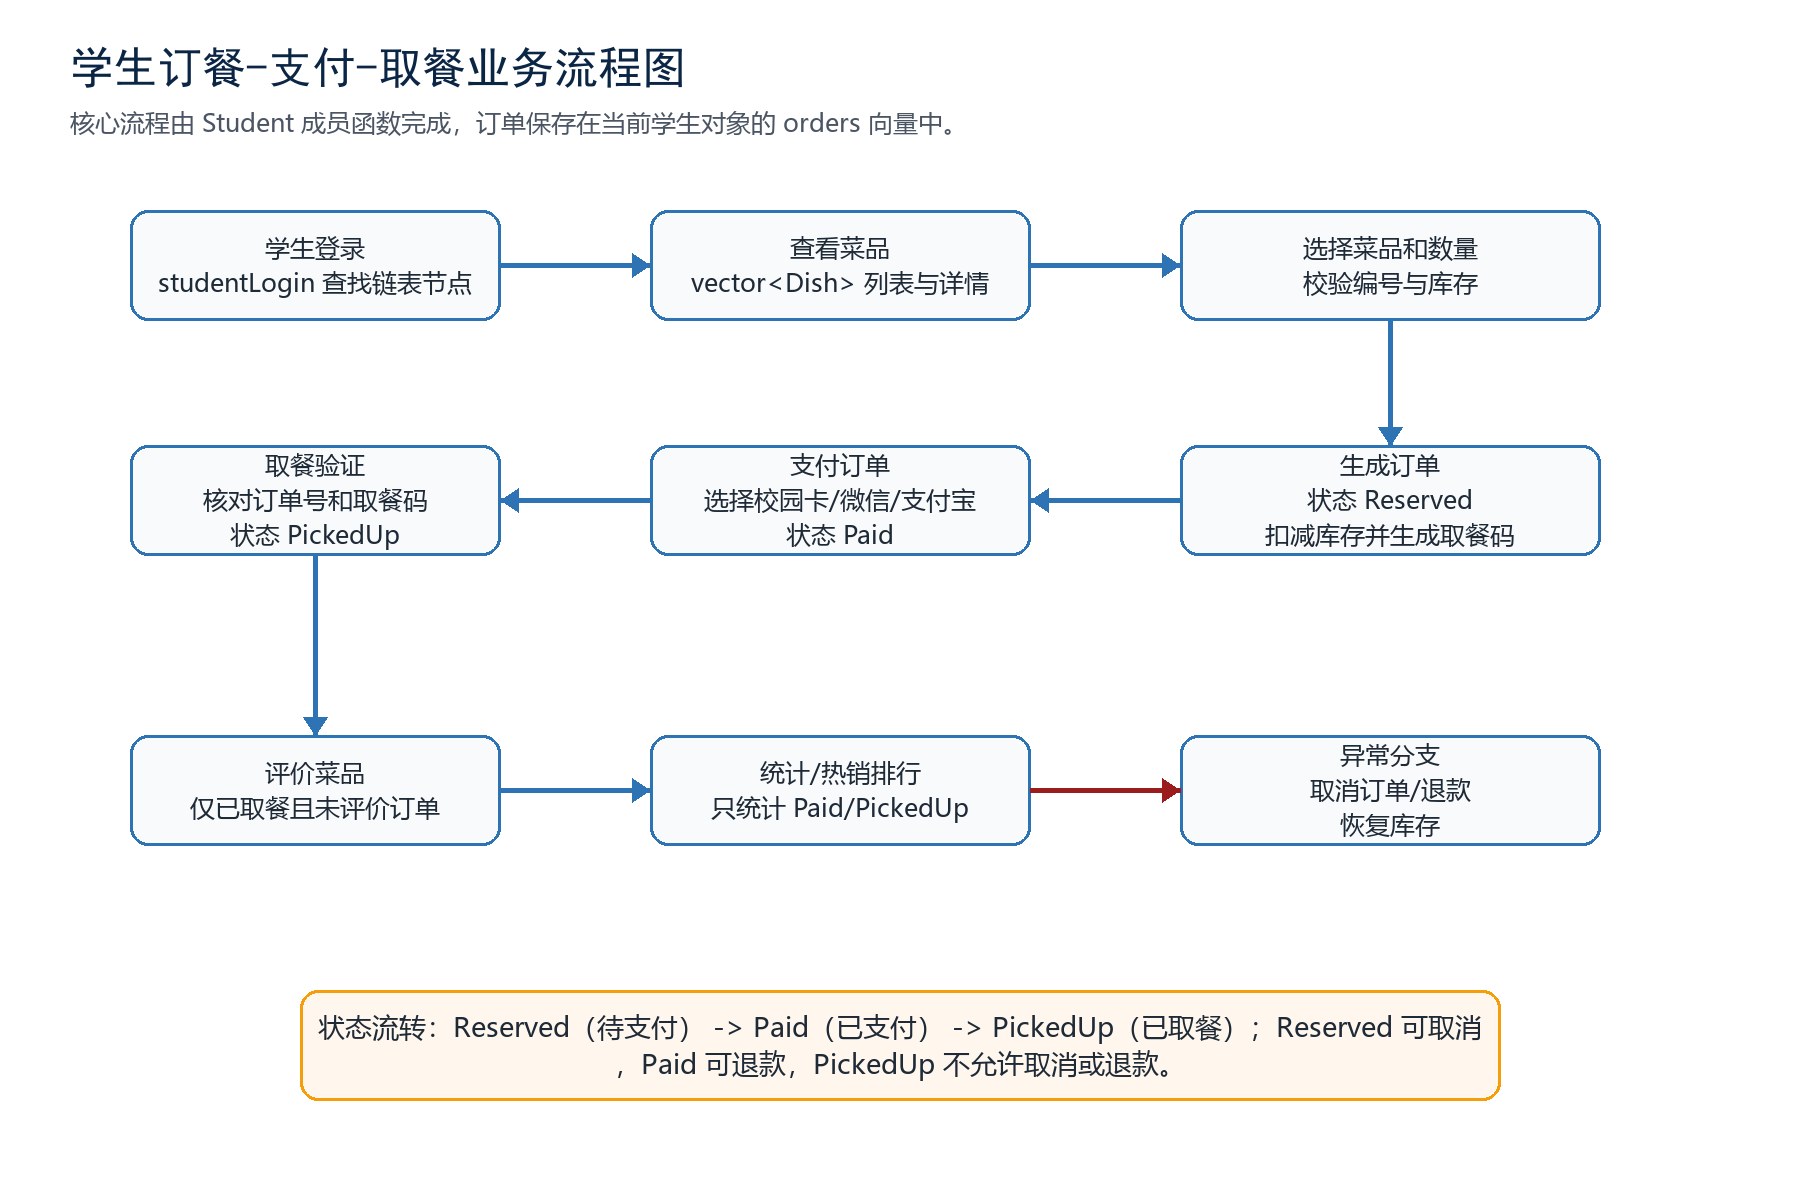 学生订餐-支付-取餐业务流程图
核心流程由 Student 成员函数完成，订单保存在当前学生对象的 orders 向量中。
学生登录
studentLogin 查找链表节点
查看菜品
vector<Dish> 列表与详情
选择菜品和数量
校验编号与库存
取餐验证
核对订单号和取餐码
状态 PickedUp
支付订单
选择校园卡/微信/支付宝
状态 Paid
生成订单
状态 Reserved
扣减库存并生成取餐码
评价菜品
仅已取餐且未评价订单
统计/热销排行
只统计 Paid/PickedUp
异常分支
取消订单/退款
恢复库存
状态流转：Reserved（待支付） -> Paid（已支付） -> PickedUp（已取餐）；Reserved 可取消
，Paid 可退款，PickedUp 不允许取消或退款。